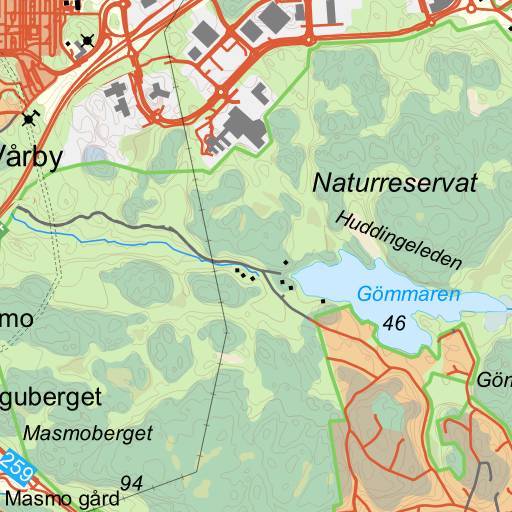 Vårby
Naturreservat
Huddingeleden
Gömmaren
46
mo
Göm
guberget
Masmoberget
259
94
Masmo gård